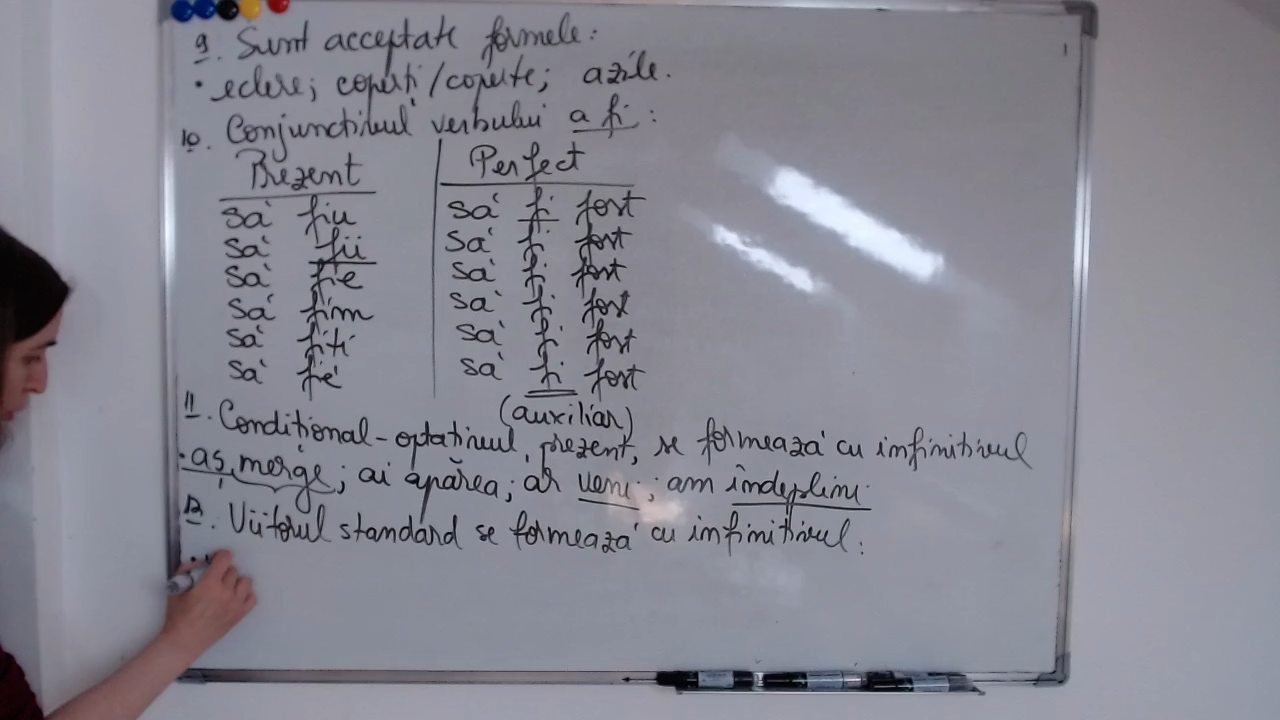 9. Sunt acceptate formele:
• eclere; coperți/coperte; azile.
10. Conjunctivul verbului a fi:
Prezent Perfect
să fiu să fi fost
să fii să fi fost
să fie să fi fost
să fim să fi fost
să fiți să fi fost
să fie să fi fost
(auxiliar)
11. Condițional-optativul, prezent, se formează cu infinitivul
• aș merge; ai apărea; ar veni; am îndeplini.
12. Viitorul standard se formează cu infinitivul: